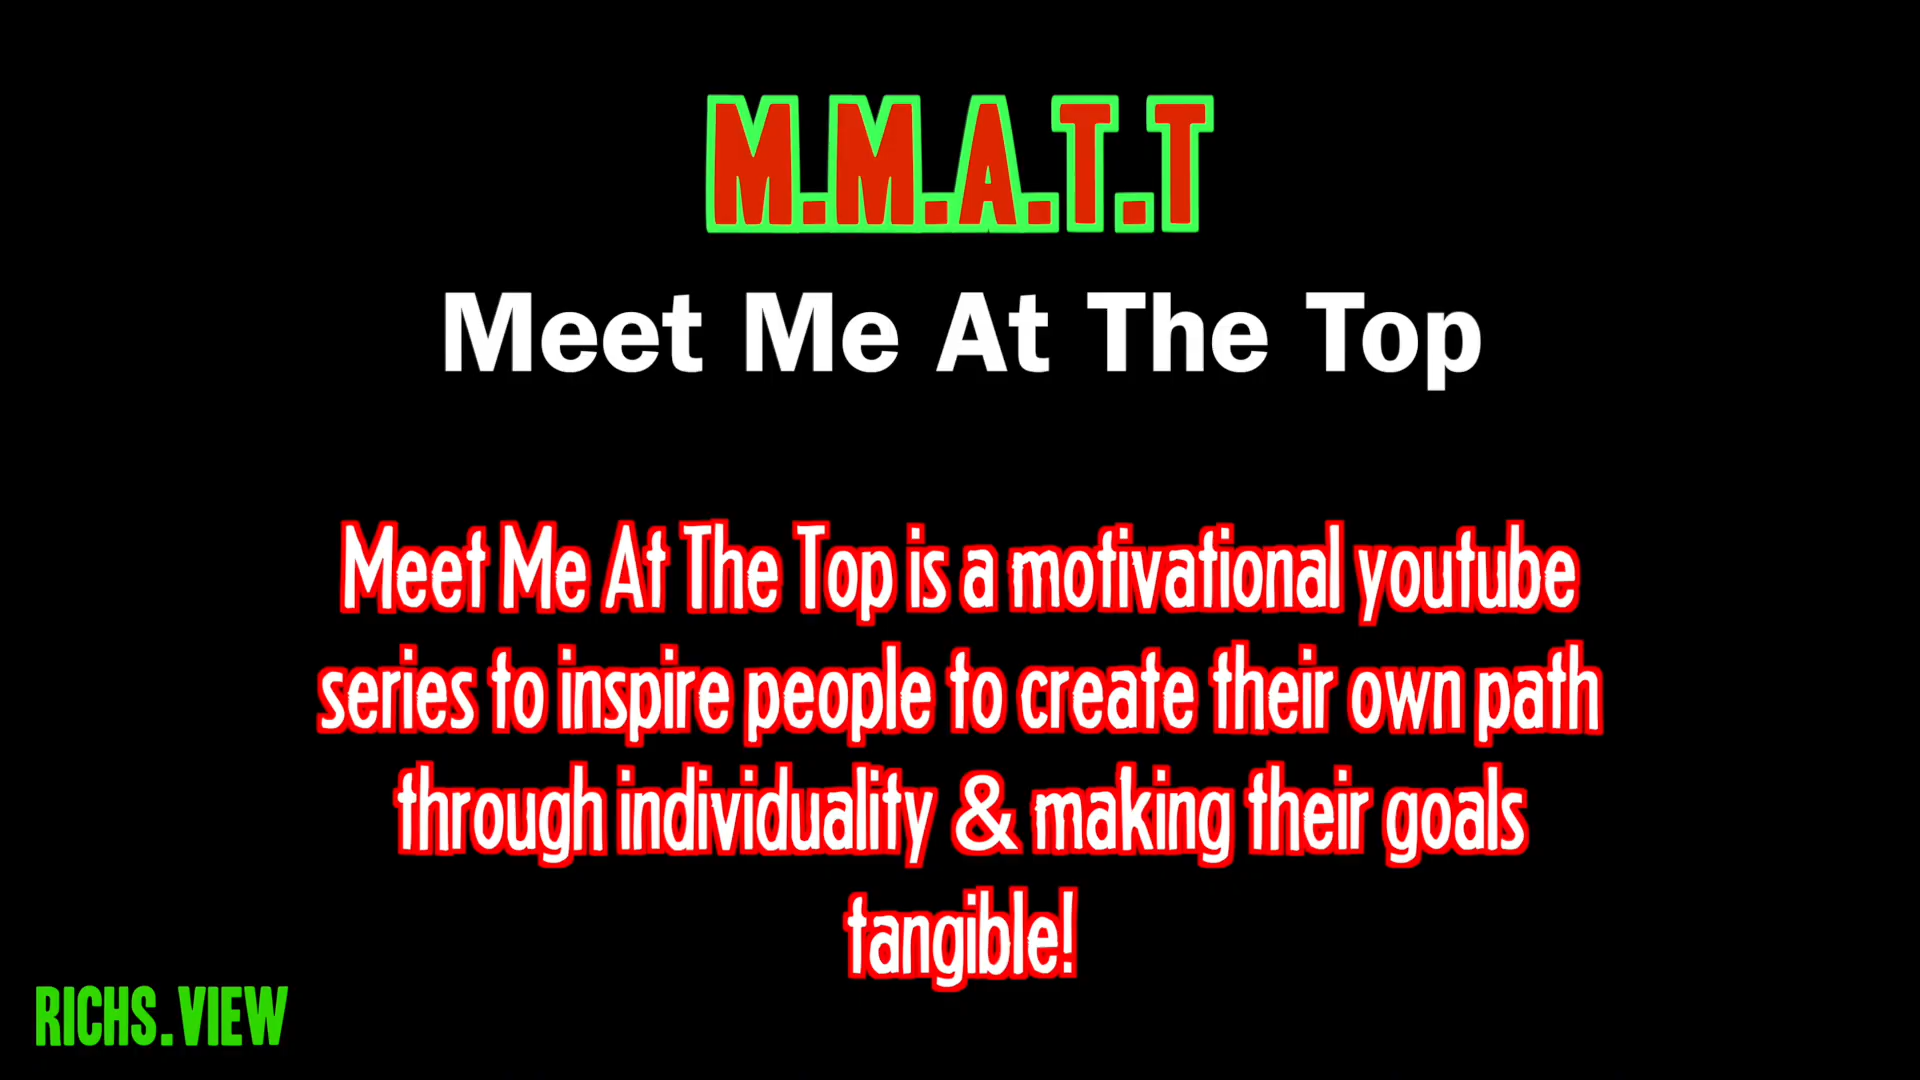 M.M.A.T.T
Meet Me At The Top
Meet Me At The Top is a motivational youtube
series to inspire people to create their own path
through individuality & making their goals
tangible!
RICHS.VIEW